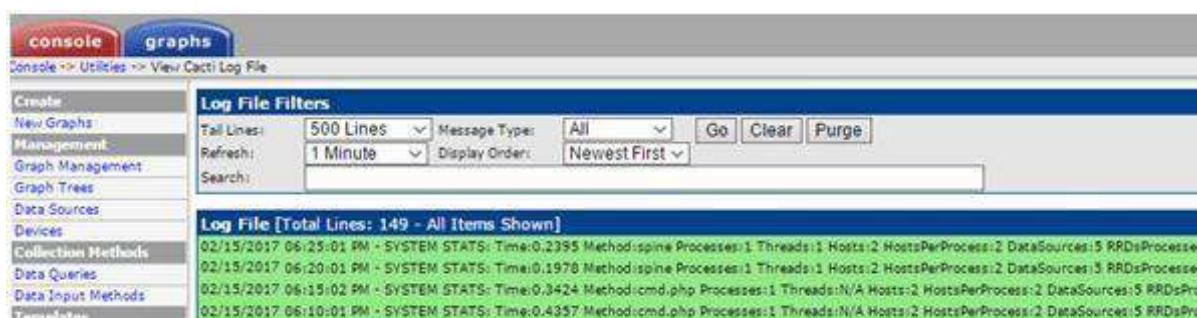 console graphs
Console -> Utilities -> View Cacti Log File
Create
New Graphs
Management
Graph Management
Graph Trees
Data Sources
Devices
Collection Methods
Data Queries
Data Input Methods
Templates
Log File Filters
Tail Lines: 500 Lines Message Type: All Go Clear Purge
Refresh: 1 Minute Display Order: Newest First
Search:
Log File [Total Lines: 149 - All Items Shown]
02/15/2017 06:25:01 PM - SYSTEM STATS: Time:0.2395 Method:spine Processes:1 Threads:1 Hosts:2 HostsPerProcess:2 DataSources:5 RRDsProcesse
02/15/2017 06:20:01 PM - SYSTEM STATS: Time:0.1978 Method:spine Processes:1 Threads:1 Hosts:2 HostsPerProcess:2 DataSources:5 RRDsProcesse
02/15/2017 06:15:02 PM - SYSTEM STATS: Time:0.3424 Method:cmd.php Processes:1 Threads:N/A Hosts:2 HostsPerProcess:2 DataSources:5 RRDsPro
02/15/2017 06:10:01 PM - SYSTEM STATS: Time:0.4357 Method:cmd.php Processes:1 Threads:N/A Hosts:2 HostsPerProcess:2 DataSources:5 RRDsPr